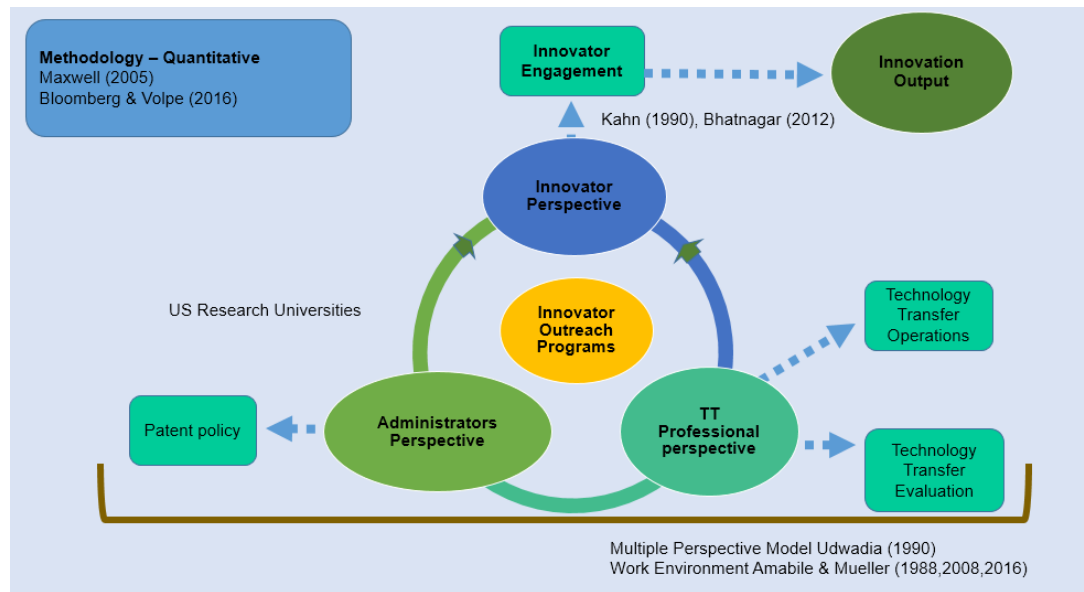 Methodology – Quantitative
Maxwell (2005)
Bloomberg & Volpe (2016)
Innovator
Engagement
Innovation
Output
Kahn (1990), Bhatnagar (2012)
Innovator
Perspective
US Research Universities
Innovator
Outreach
Programs
Technology
Transfer
Operations
Patent policy
Administrators
Perspective
TT
Professional
perspective
Technology
Transfer
Evaluation
Multiple Perspective Model Udwadia (1990)
Work Environment Amabile & Mueller (1988,2008,2016)